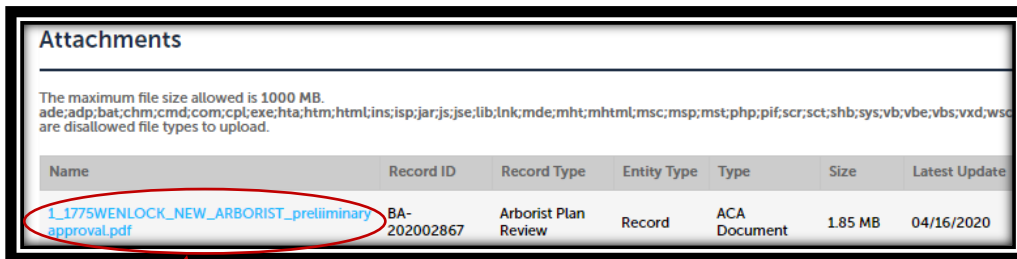 Attachments
The maximum file size allowed is 1000 MB.
ade;adp;bat;chm;cmd;com;cpl;exe;hta;htm;html;ins;isp;jar;js;jse;lib;lnk;mde;mht;mhtml;msc;msp;mst;php;pif;scr;sct;shb;sys;vb;vbe;vbs;vxd;wsc
are disallowed file types to upload.
Name Record ID Record Type Entity Type Type Size Latest Update
1_1775WENLOCK_NEW_ARBORIST_preliiminary BA- Arborist Plan Record ACA 1.85 MB 04/16/2020
approval.pdf 202002867 Review Document